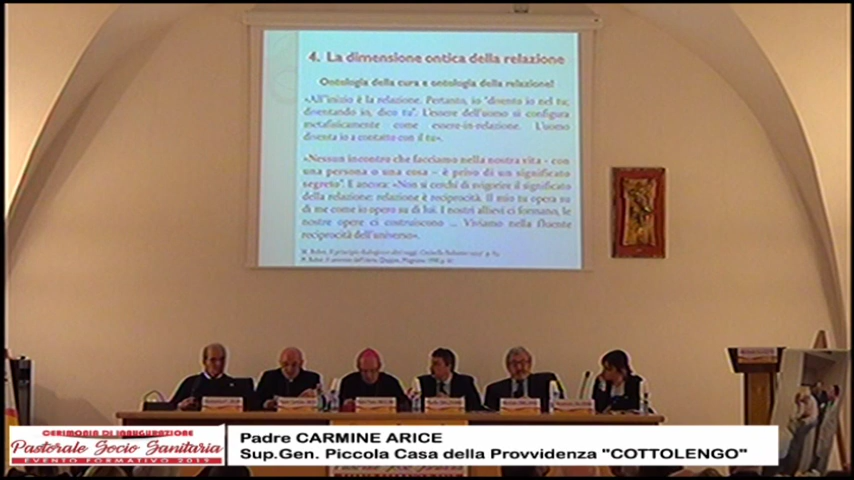 4. La dimensione ontica della relazione
Ontologia della cura e ontologia della relazione!
«All'inizio è la relazione. Pertanto, io "divento io nel tu;
diventando io, dico tu". L'essere dell'uomo si configura
metafisicamente come essere-in-relazione. L'uomo
diventa io a contatto con il tu».
«Nessun incontro che facciamo nella nostra vita - con
una persona o una cosa - è privo di un significato
segreto". E ancora: «Non si cerchi di svigorire il significato
della relazione: relazione è reciprocità. Il mio tu opera su
di me come io opero su di lui. I nostri allievi ci formano, le
nostre opere ci costruiscono ... Viviamo nella fluente
reciprocità dell'universo».
CERIMONIA DI INAUGURAZIONE
Pastorale Socio Sanitaria
EVENTO FORMATIVO 2019
Padre CARMINE ARICE
Sup.Gen. Piccola Casa della Provvidenza "COTTOLENGO"